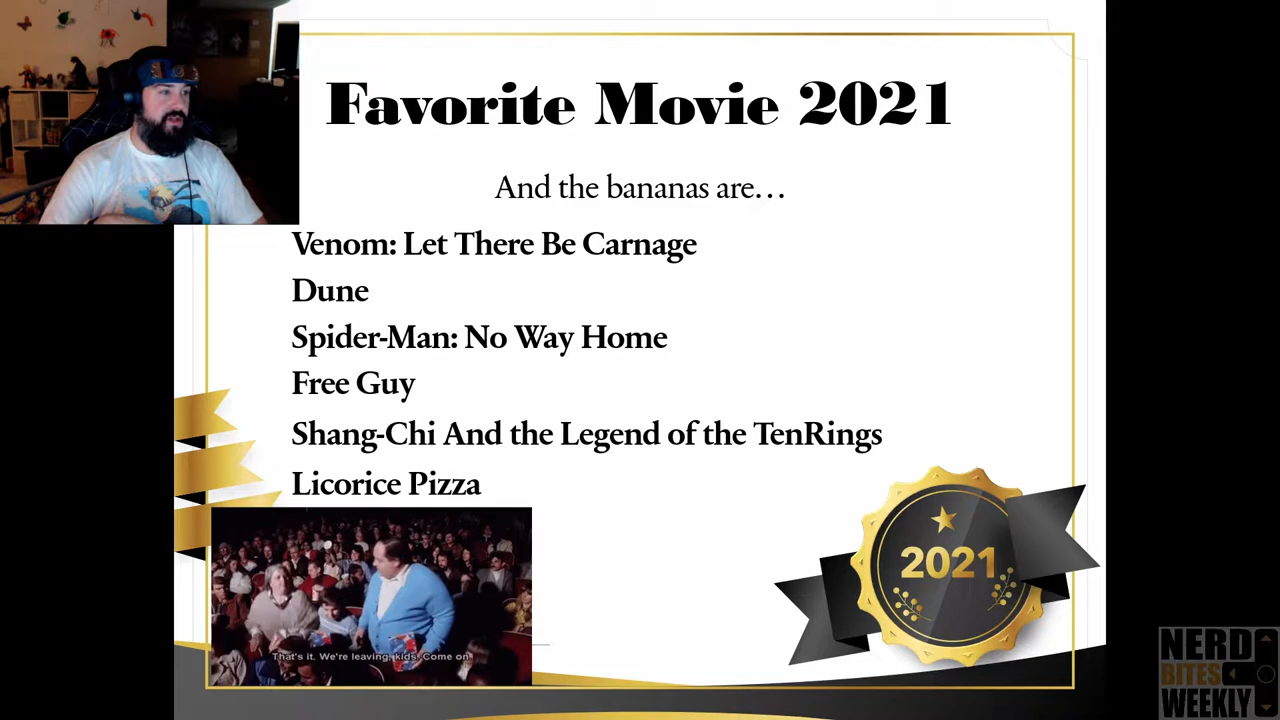 Favorite Movie 2021
And the bananas are…
Venom: Let There Be Carnage
Dune
Spider-Man: No Way Home
Free Guy
Shang-Chi And the Legend of the TenRings
Licorice Pizza
That's it. We're leaving, kids. Come on.
2021
NERD
BITES
WEEKLY